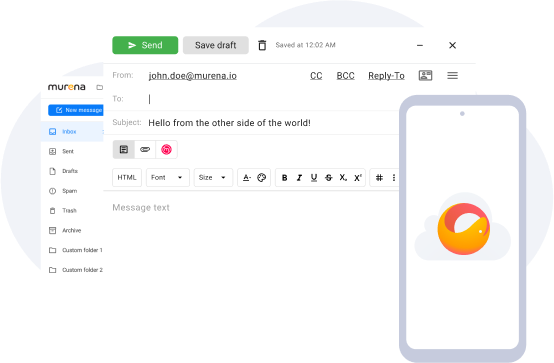 Send
Save draft
Saved at 12:02 AM
From:
john.doe@murena.io
CC
BCC
Reply-To
To:
Subject:
Hello from the other side of the world!
HTML
Font
Size
A
B
I
U
S
X
X
Message text
murena
New message
Inbox
Sent
Drafts
Spam
Trash
Archive
Custom folder 1
Custom folder 2